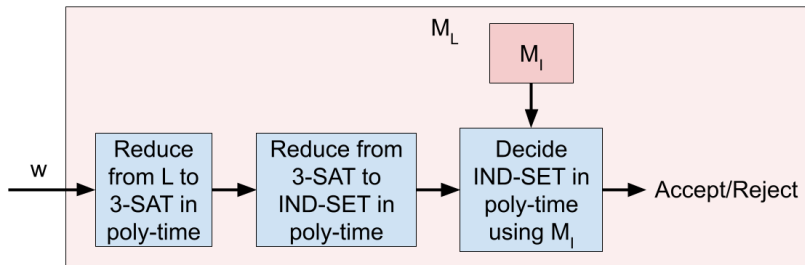 M_L
M_I
w
Reduce
from L to
3-SAT in
poly-time
Reduce from
3-SAT to
IND-SET in
poly-time
Decide
IND-SET in
poly-time
using M_I
Accept/Reject